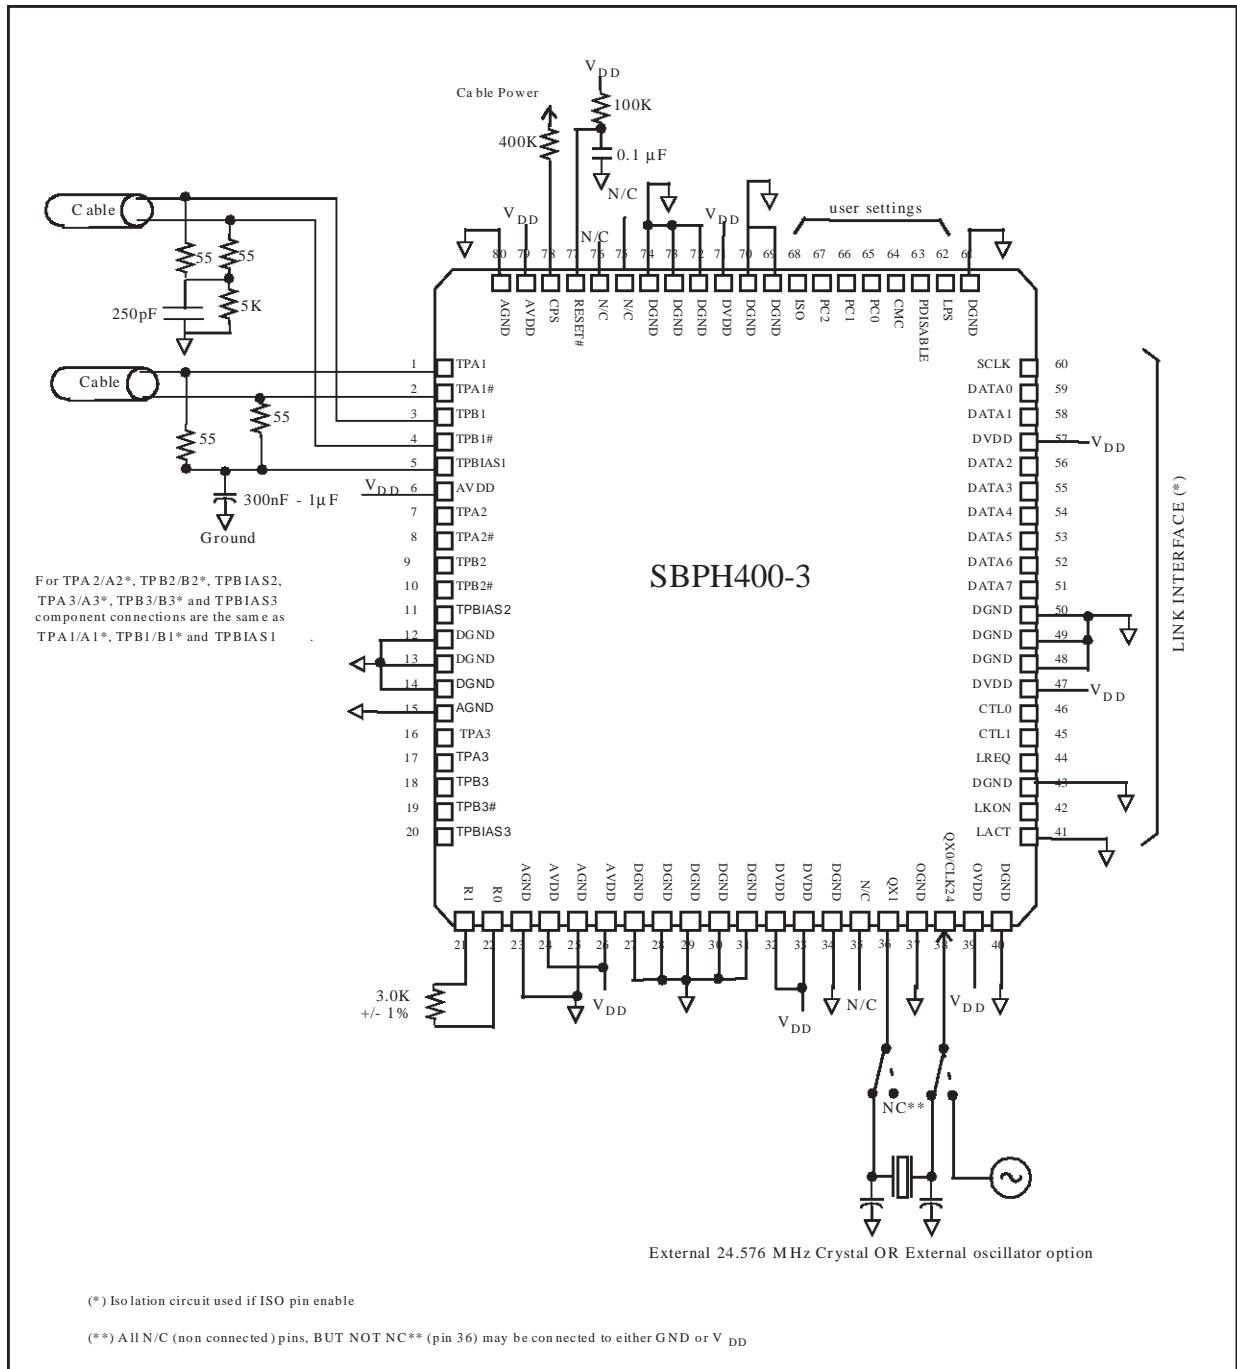 V DD
Cable Power
100K
400K
0.1 µF
N/C
V DD
N/C
V DD
user settings
Cable
55
55
5K
250pF
80 79 78 77 76 75 74 73 72 71 70 69 68 67 66 65 64 63 62 61
AGND AVDD CPS RESET# N/C N/C DGND DGND DGND DVDD DGND DGND ISO PC2 PC1 PC0 CMC PDISABLE LPS DGND
Cable
55
55
300nF - 1µF
Ground
V DD
1 TPA1
2 TPA1#
3 TPB1
4 TPB1#
5 TPBIAS1
6 AVDD
7 TPA2
8 TPA2#
9 TPB2
10 TPB2#
11 TPBIAS2
12 DGND
13 DGND
14 DGND
15 AGND
16 TPA3
17 TPA3
18 TPB3
19 TPB3#
20 TPBIAS3
For TPA2/A2*, TPB2/B2*, TPBIAS2,
TPA3/A3*, TPB3/B3* and TPBIAS3
component connections are the same as
TPA1/A1*, TPB1/B1* and TPBIAS1 .
SBPH400-3
SCLK 60
DATA0 59
DATA1 58
DVDD 57 V DD
DATA2 56
DATA3 55
DATA4 54
DATA5 53
DATA6 52
DATA7 51
DGND 50
DGND 49
DGND 48
DVDD 47 V DD
CTL0 46
CTL1 45
LREQ 44
DGND 43
LKON 42
LACT 41
LINK INTERFACE (*)
R1 R0 AGND AVDD AGND AVDD DGND DGND DGND DGND DGND DVDD DVDD DGND N/C QX1 OGND QX0/CLK24 OVDD DGND
21 22 23 24 25 26 27 28 29 30 31 32 33 34 35 36 37 38 39 40
3.0K
+/- 1%
V DD
V DD
N/C
V DD
NC**
External 24.576 MHz Crystal OR External oscillator option
(*) Isolation circuit used if ISO pin enable
(**) All N/C (non connected) pins, BUT NOT NC** (pin 36) may be connected to either GND or V DD